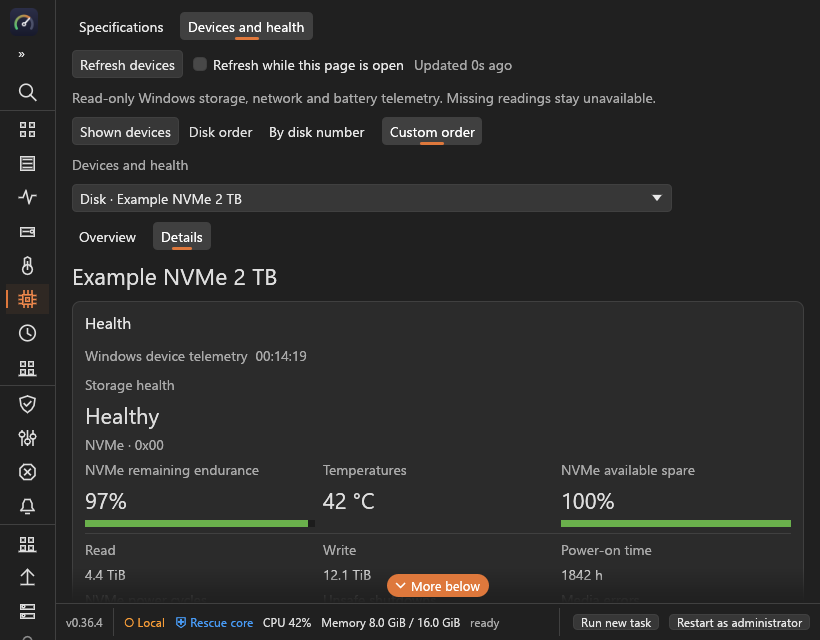 Specifications Devices and health
Refresh devices Refresh while this page is open Updated 0s ago
Read-only Windows storage, network and battery telemetry. Missing readings stay unavailable.
Shown devices Disk order By disk number Custom order
Devices and health
Disk · Example NVMe 2 TB
Overview Details
Example NVMe 2 TB
Health
Windows device telemetry 00:14:19
Storage health
Healthy
NVMe · 0x00
NVMe remaining endurance Temperatures NVMe available spare
97% 42 °C 100%
Read Write Power-on time
4.4 TiB 12.1 TiB 1842 h
More below
v0.36.4 Local Rescue core CPU 42% Memory 8.0 GiB / 16.0 GiB ready Run new task Restart as administrator